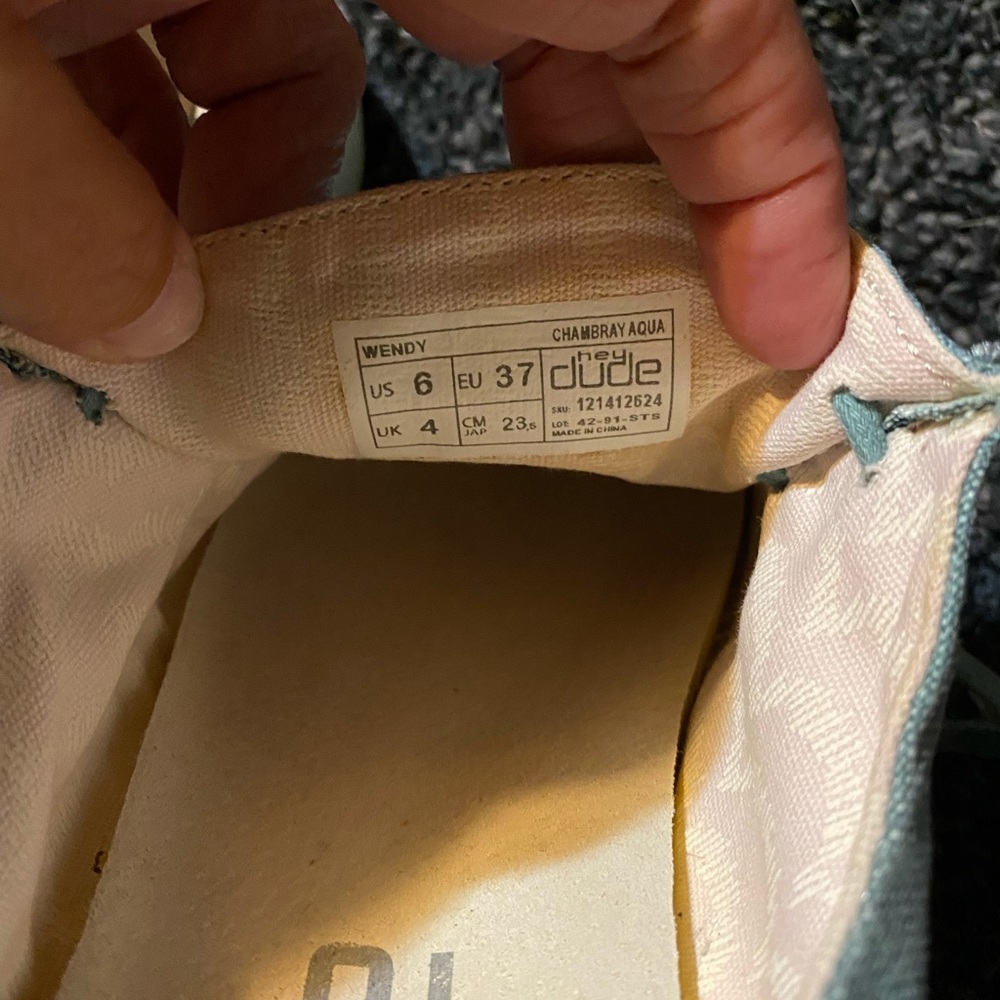 WENDY CHAMBRAY AQUA
US 6 EU 37
hey
dude
SKU: 121412624
UK 4 CM JAP 23,5
LOT: 42-91-STS
MADE IN CHINA